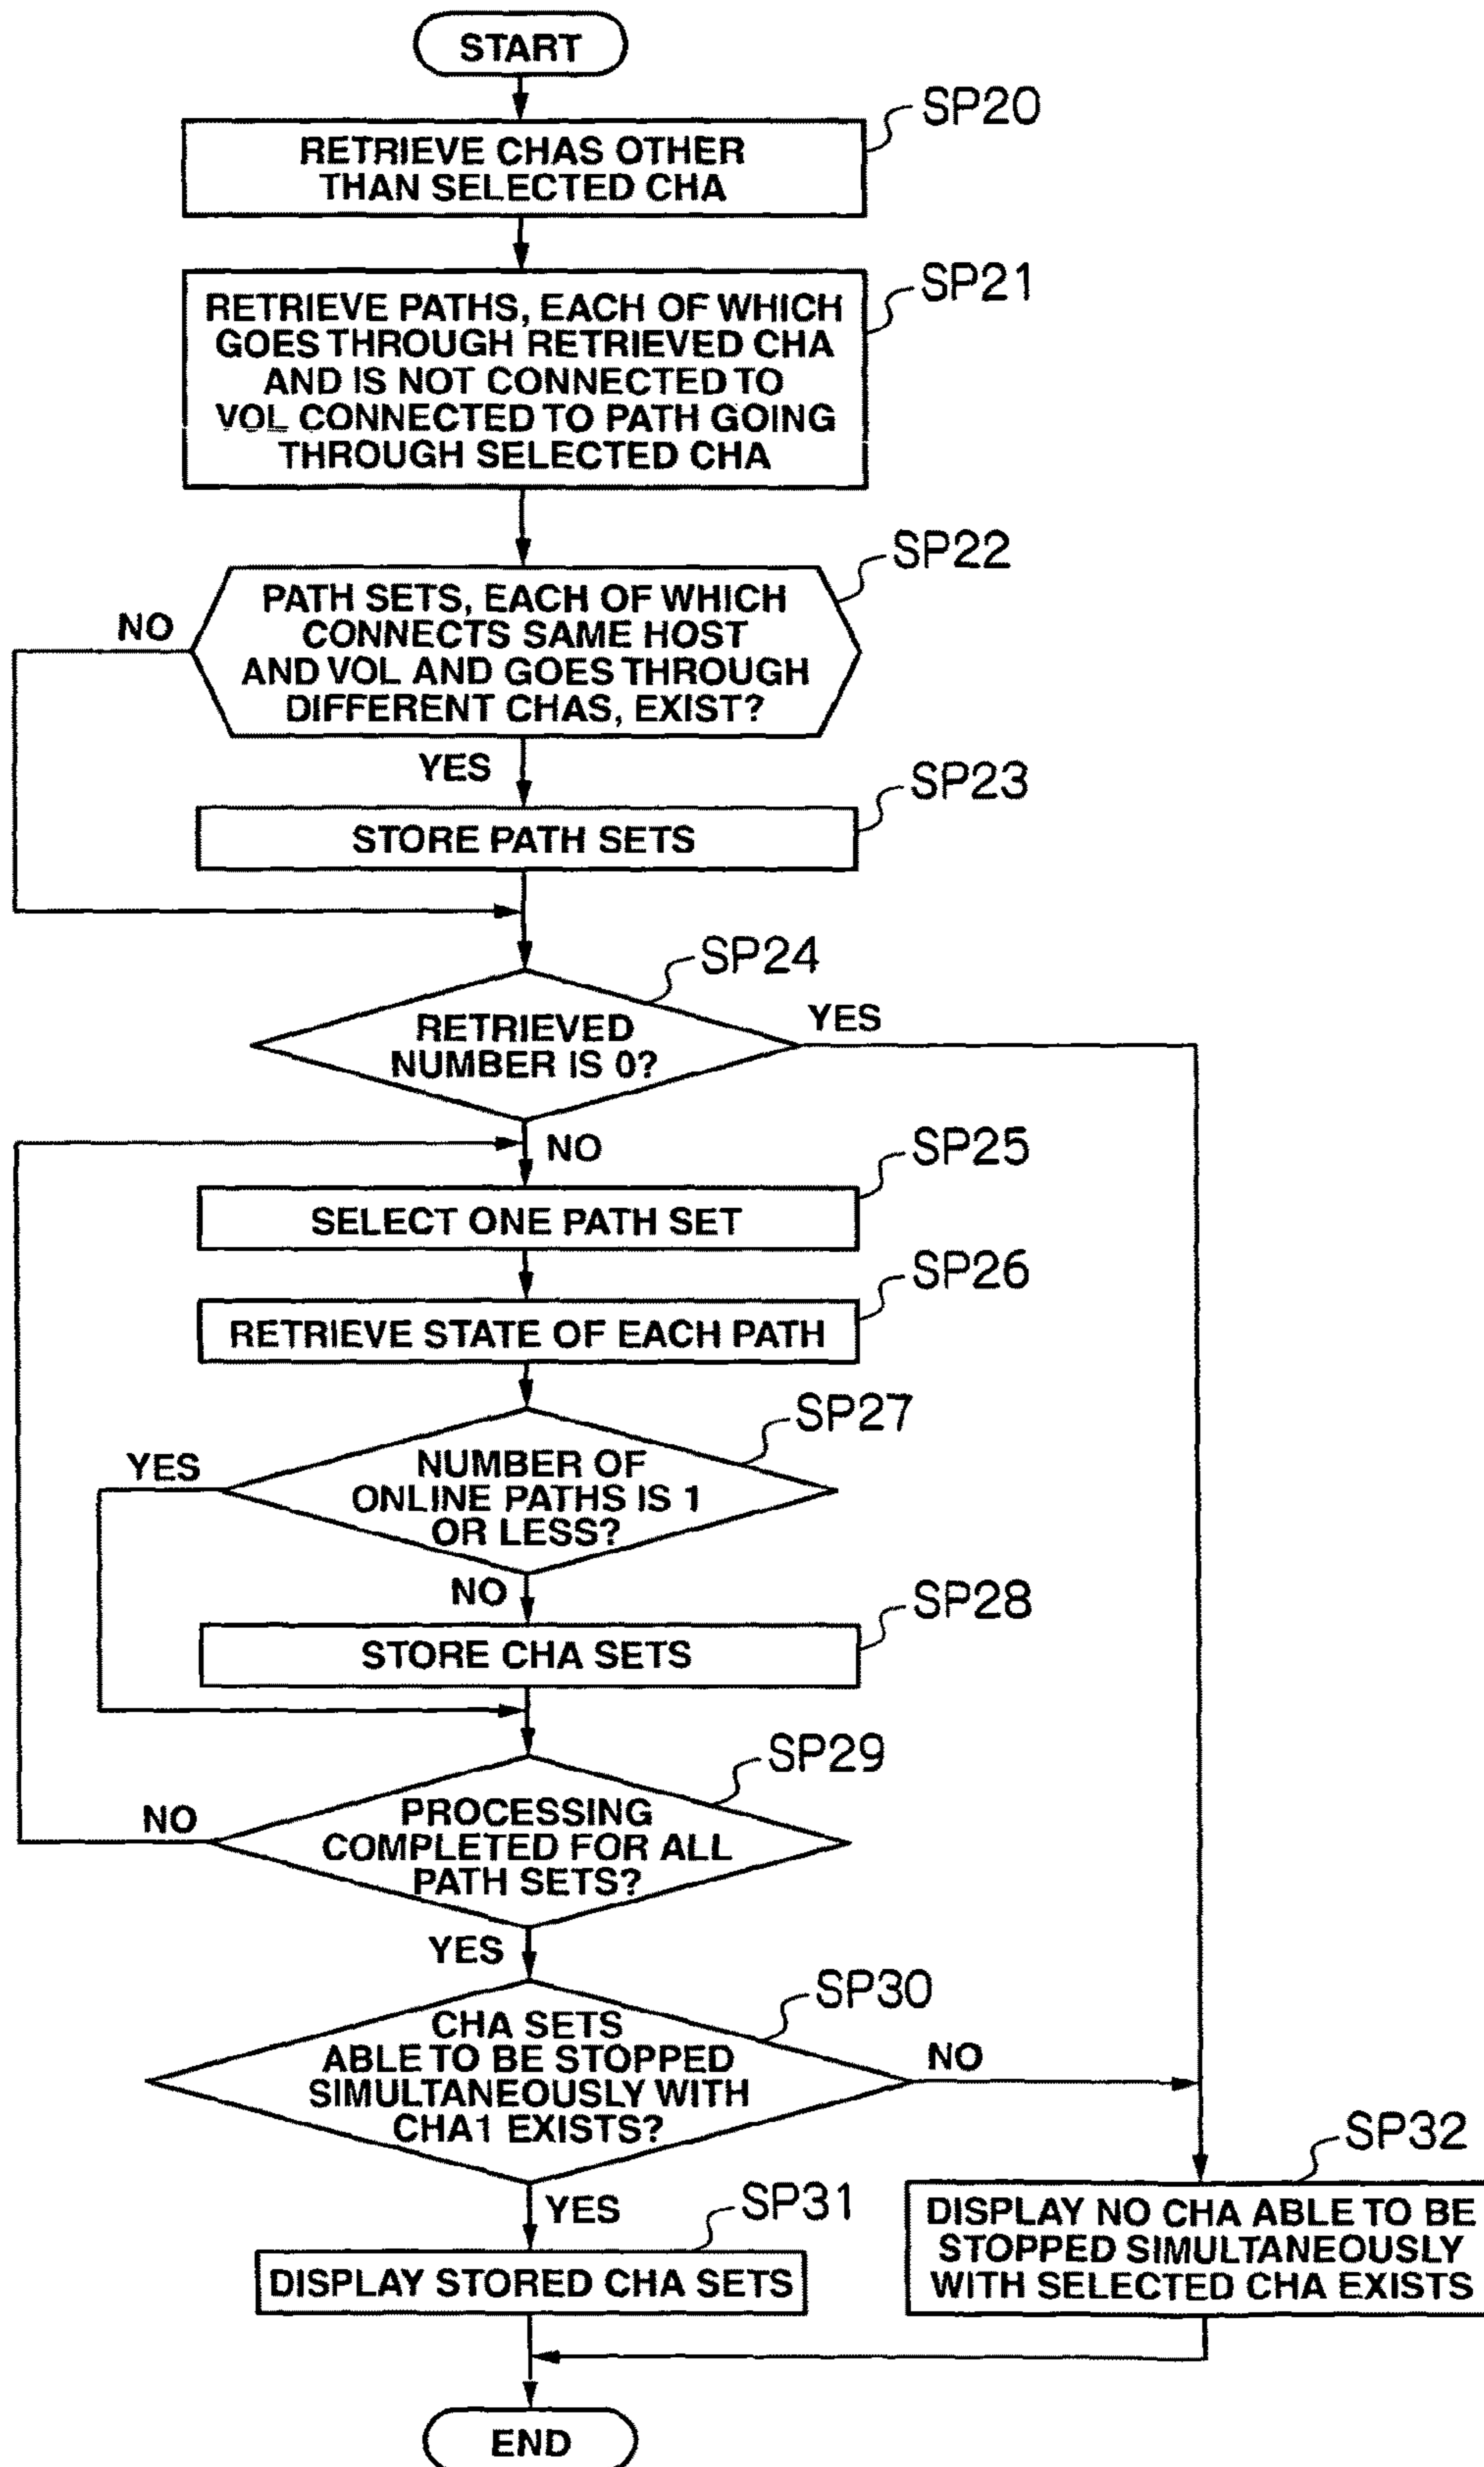 START
SP20
RETRIEVE CHAS OTHER
THAN SELECTED CHA
SP21
RETRIEVE PATHS, EACH OF WHICH
GOES THROUGH RETRIEVED CHA
AND IS NOT CONNECTED TO
VOL CONNECTED TO PATH GOING
THROUGH SELECTED CHA
SP22
PATH SETS, EACH OF WHICH
CONNECTS SAME HOST
AND VOL AND GOES THROUGH
DIFFERENT CHAS, EXIST?
NO
YES
SP23
STORE PATH SETS
SP24
RETRIEVED
NUMBER IS 0?
YES
NO
SP25
SELECT ONE PATH SET
SP26
RETRIEVE STATE OF EACH PATH
SP27
NUMBER OF
ONLINE PATHS IS 1
OR LESS?
YES
NO
SP28
STORE CHA SETS
SP29
PROCESSING
COMPLETED FOR ALL
PATH SETS?
NO
YES
SP30
CHA SETS
ABLE TO BE STOPPED
SIMULTANEOUSLY WITH
CHA1 EXISTS?
NO
YES
SP31
DISPLAY STORED CHA SETS
SP32
DISPLAY NO CHA ABLE TO BE
STOPPED SIMULTANEOUSLY
WITH SELECTED CHA EXISTS
END